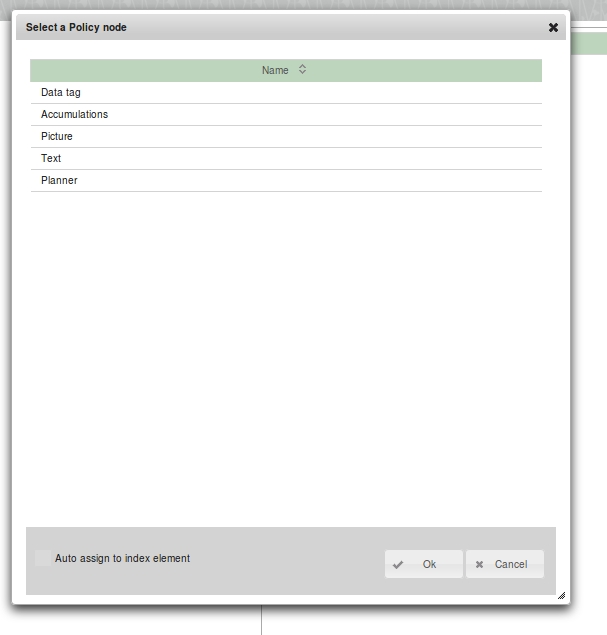 Select a Policy node
Name
Data tag
Accumulations
Picture
Text
Planner
Auto assign to index element
Ok
Cancel